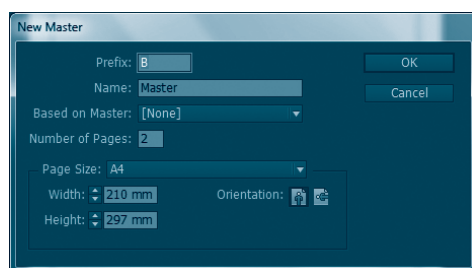 New Master
Prefix: B
OK
Name: Master
Cancel
Based on Master: [None]
Number of Pages: 2
Page Size: A4
Width: 210 mm
Orientation:
Height: 297 mm